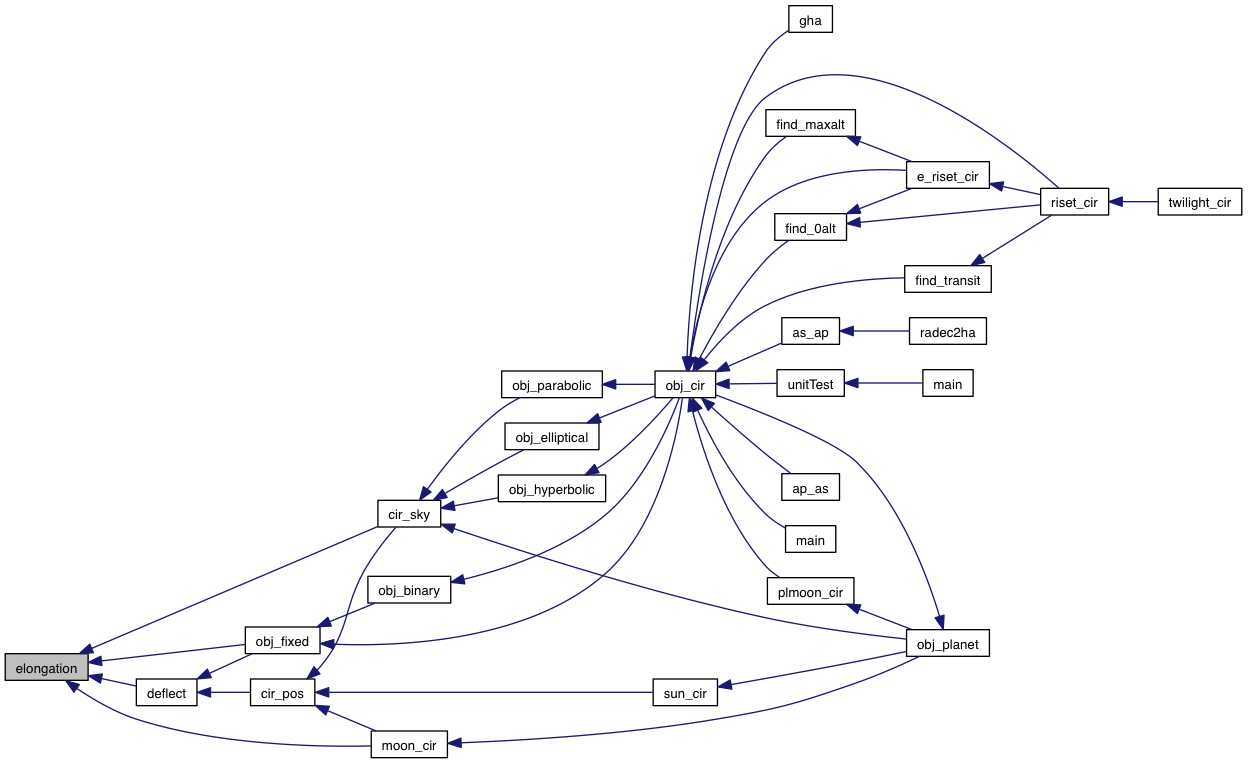 gha
find_maxalt
e_riset_cir
riset_cir
twilight_cir
find_0alt
find_transit
as_ap
radec2ha
obj_parabolic
obj_cir
unitTest
main
obj_elliptical
obj_hyperbolic
ap_as
cir_sky
main
obj_binary
plmoon_cir
obj_fixed
obj_planet
elongation
deflect
cir_pos
sun_cir
moon_cir